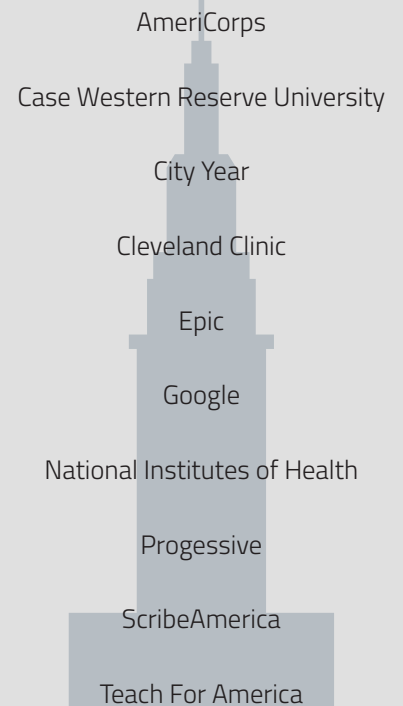 AmeriCorps
Case Western Reserve University
City Year
Cleveland Clinic
Epic
Google
National Institutes of Health
Progessive
ScribeAmerica
Teach For America